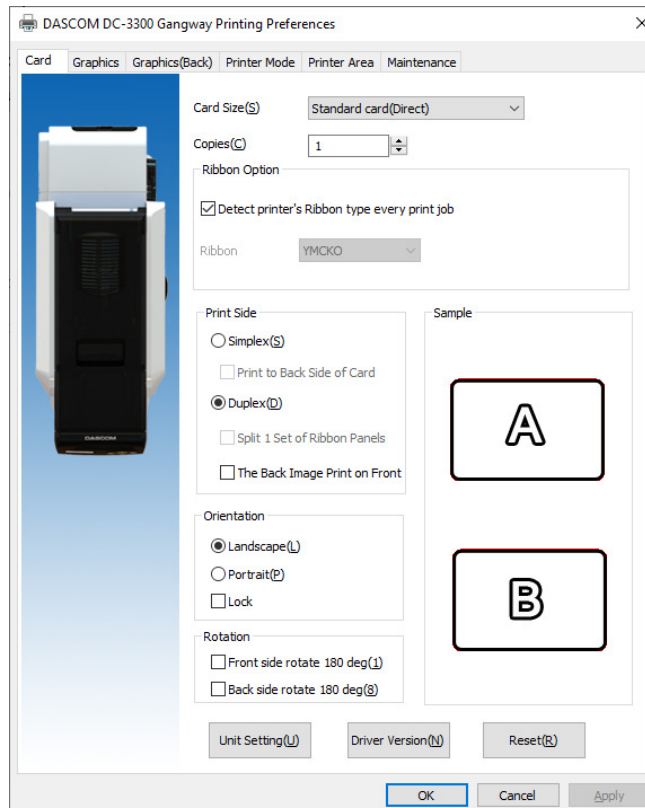 DASCOM DC-3300 Gangway Printing Preferences
Card Graphics Graphics(Back) Printer Mode Printer Area Maintenance
Card Size(S) Standard card(Direct)
Copies(C) 1
Ribbon Option
Detect printer's Ribbon type every print job
Ribbon YMCKO
Print Side
Simplex(S)
Print to Back Side of Card
Duplex(D)
Split 1 Set of Ribbon Panels
The Back Image Print on Front
Sample
A
B
DASCOM
Orientation
Landscape(L)
Portrait(P)
Lock
Rotation
Front side rotate 180 deg(1)
Back side rotate 180 deg(8)
Unit Setting(U) Driver Version(N) Reset(R)
OK Cancel Apply